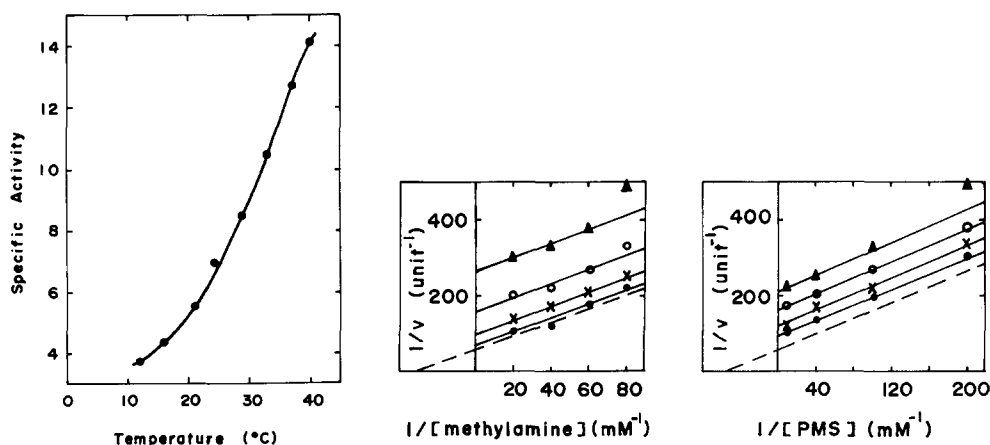 Specific Activity
14
12
10
8
6
4
0 10 20 30 40
Temperature (°C)
1/v (unit⁻¹)
400
200
20 40 60 80
1/[methylamine] (mM⁻¹)
1/v (unit⁻¹)
400
200
40 120 200
1/[PMS] (mM⁻¹)